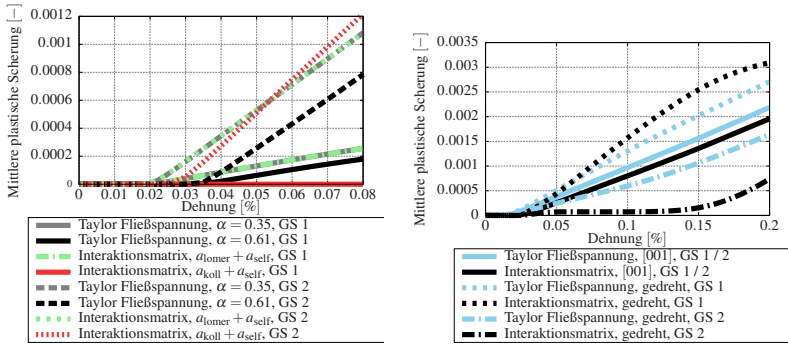 Mittlere plastische Scherung [−]
0.0012
0.001
0.0008
0.0006
0.0004
0.0002
0
0 0.01 0.02 0.03 0.04 0.05 0.06 0.07 0.08
Dehnung [%]
Taylor Fließspannung, α = 0.35, GS 1
Taylor Fließspannung, α = 0.61, GS 1
Interaktionsmatrix, a_lomer + a_self, GS 1
Interaktionsmatrix, a_koll + a_self, GS 1
Taylor Fließspannung, α = 0.35, GS 2
Taylor Fließspannung, α = 0.61, GS 2
Interaktionsmatrix, a_lomer + a_self, GS 2
Interaktionsmatrix, a_koll + a_self, GS 2
Mittlere plastische Scherung [−]
0.0035
0.003
0.0025
0.002
0.0015
0.001
0.0005
0
0 0.05 0.1 0.15 0.2
Dehnung [%]
Taylor Fließspannung, [001], GS 1 / 2
Interaktionsmatrix, [001], GS 1 / 2
Taylor Fließspannung, gedreht, GS 1
Interaktionsmatrix, gedreht, GS 1
Taylor Fließspannung, gedreht, GS 2
Interaktionsmatrix, gedreht, GS 2